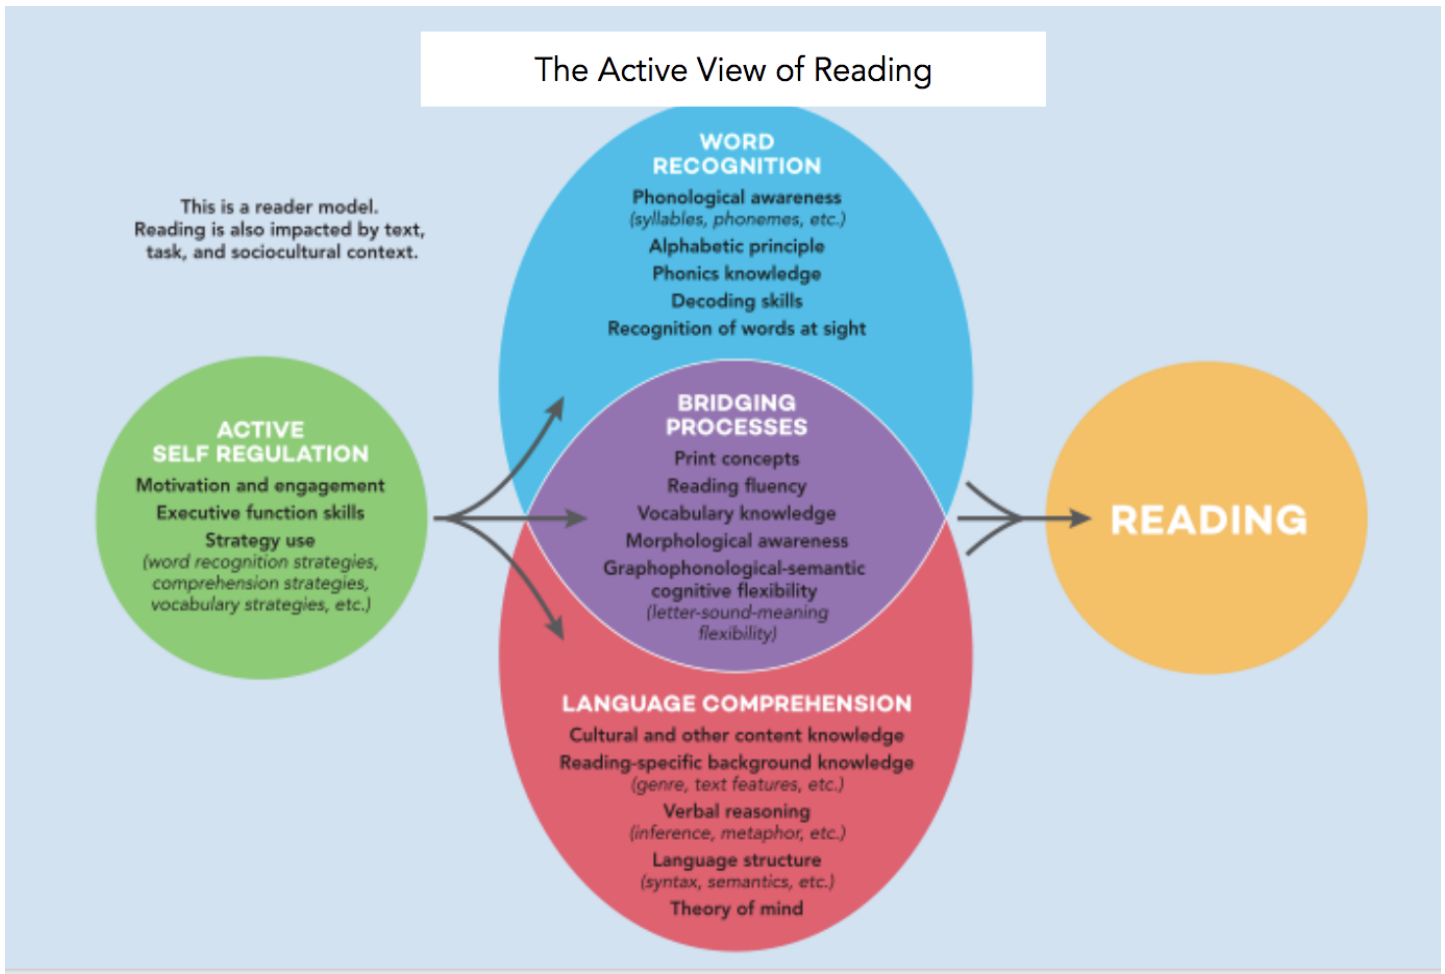 The Active View of Reading
This is a reader model.
Reading is also impacted by text,
task, and sociocultural context.
ACTIVE
SELF REGULATION
Motivation and engagement
Executive function skills
Strategy use
(word recognition strategies,
comprehension strategies,
vocabulary strategies, etc.)
WORD
RECOGNITION
Phonological awareness
(syllables, phonemes, etc.)
Alphabetic principle
Phonics knowledge
Decoding skills
Recognition of words at sight
BRIDGING
PROCESSES
Print concepts
Reading fluency
Vocabulary knowledge
Morphological awareness
Graphophonological-semantic
cognitive flexibility
(letter-sound-meaning
flexibility)
LANGUAGE COMPREHENSION
Cultural and other content knowledge
Reading-specific background knowledge
(genre, text features, etc.)
Verbal reasoning
(inference, metaphor, etc.)
Language structure
(syntax, semantics, etc.)
Theory of mind
READING